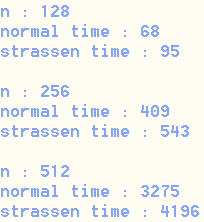 n : 128
normal time : 68
strassen time : 95
n : 256
normal time : 409
strassen time : 543
n : 512
normal time : 3275
strassen time : 4196